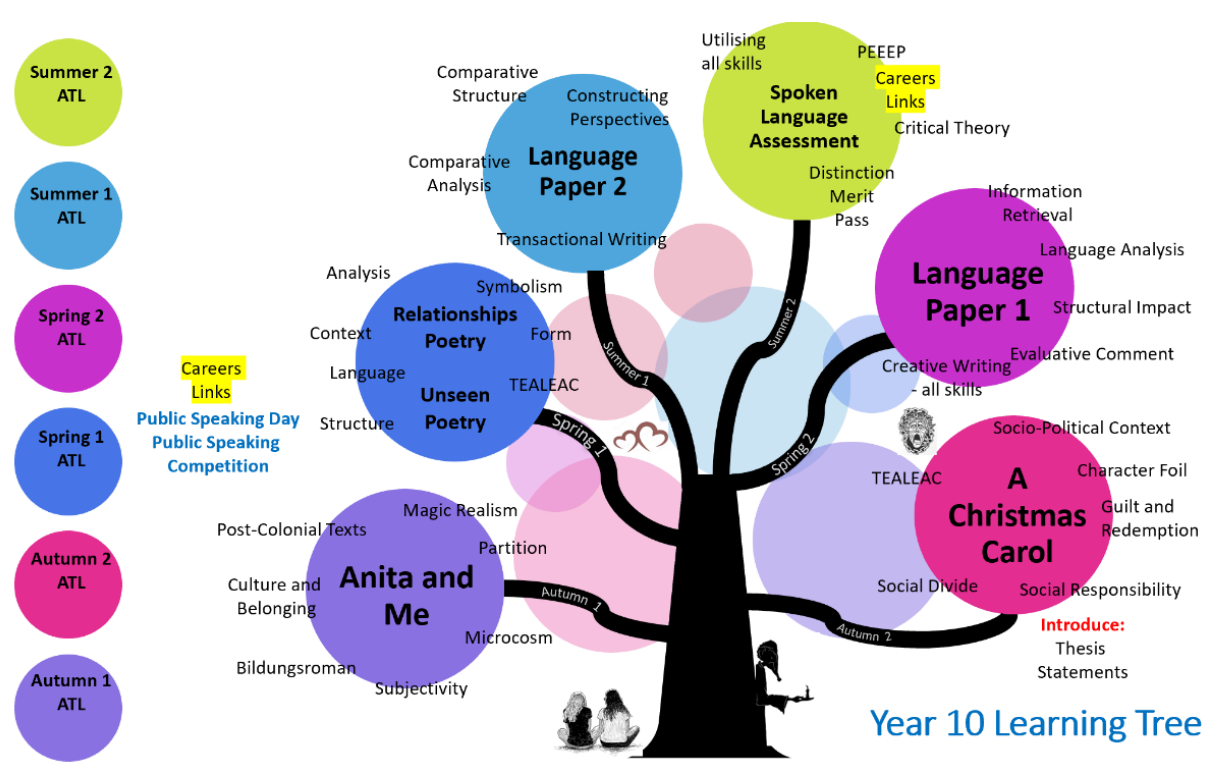 Summer 2
ATL
Summer 1
ATL
Spring 2
ATL
Spring 1
ATL
Autumn 2
ATL
Autumn 1
ATL
Careers
Links
Public Speaking Day
Public Speaking
Competition
Comparative
Structure
Constructing
Perspectives
Language
Paper 2
Comparative
Analysis
Transactional Writing
Summer 1
Utilising
all skills
PEEEP
Careers
Links
Spoken
Language
Assessment
Critical Theory
Distinction
Merit
Pass
Summer 2
Information
Retrieval
Language Analysis
Language
Paper 1
Structural Impact
Evaluative Comment
Creative Writing
- all skills
Spring 2
Analysis
Symbolism
Relationships
Poetry
Context
Form
Language
TEALEAC
Unseen
Poetry
Structure
Spring 1
Socio-Political Context
TEALEAC
Character Foil
A
Christmas
Carol
Guilt and
Redemption
Social Divide
Social Responsibility
Autumn 2
Introduce:
Thesis
Statements
Magic Realism
Post-Colonial Texts
Partition
Anita and
Me
Culture and
Belonging
Microcosm
Bildungsroman
Subjectivity
Autumn 1
Year 10 Learning Tree